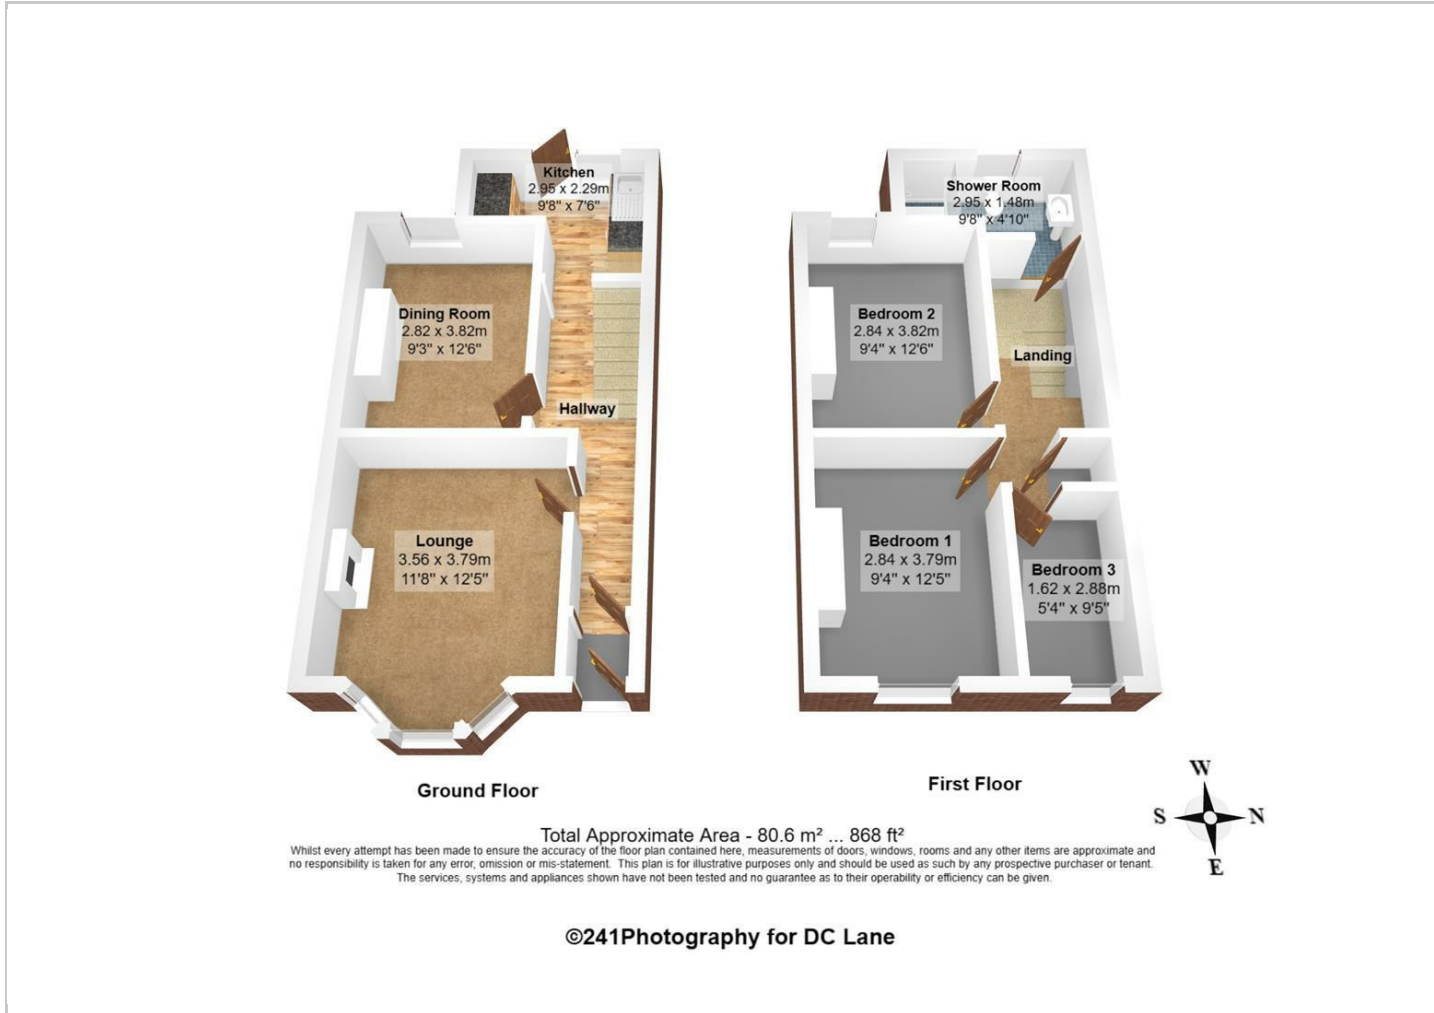 Kitchen
2.95 x 2.29m
9'8" x 7'6"
Dining Room
2.82 x 3.82m
9'3" x 12'6"
Hallway
Lounge
3.56 x 3.79m
11'8" x 12'5"
Ground Floor
Shower Room
2.95 x 1.48m
9'8" x 4'10"
Bedroom 2
2.84 x 3.82m
9'4" x 12'6"
Landing
Bedroom 1
2.84 x 3.79m
9'4" x 12'5"
Bedroom 3
1.62 x 2.88m
5'4" x 9'5"
First Floor
W
S N
E
Total Approximate Area - 80.6 m² ... 868 ft²
Whilst every attempt has been made to ensure the accuracy of the floor plan contained here, measurements of doors, windows, rooms and any other items are approximate and
no responsibility is taken for any error, omission or mis-statement. This plan is for illustrative purposes only and should be used as such by any prospective purchaser or tenant.
The services, systems and appliances shown have not been tested and no guarantee as to their operability or efficiency can be given.
©241Photography for DC Lane